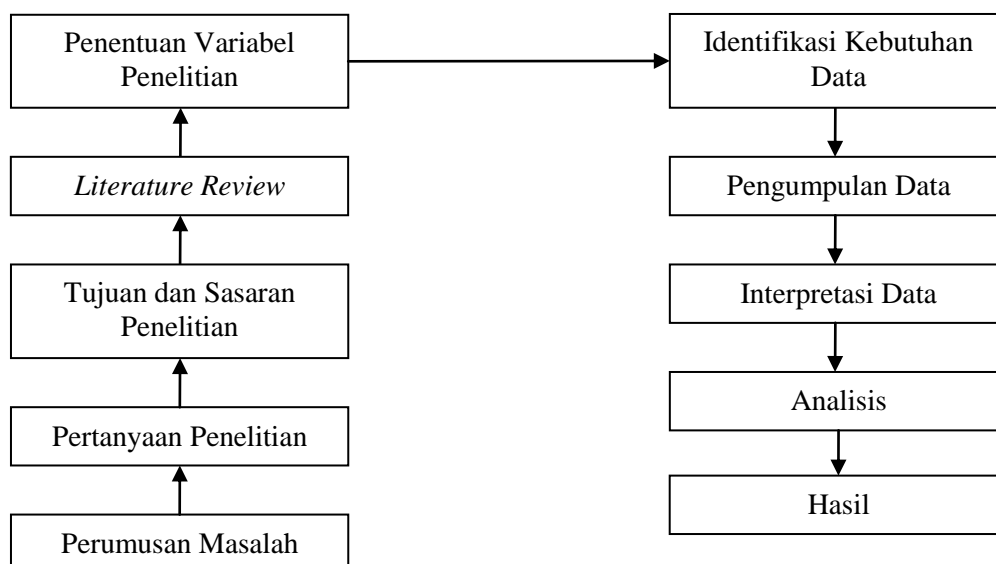 Penentuan Variabel
Penelitian
Identifikasi Kebutuhan
Data
Literature Review
Pengumpulan Data
Tujuan dan Sasaran
Penelitian
Interpretasi Data
Pertanyaan Penelitian
Analisis
Perumusan Masalah
Hasil